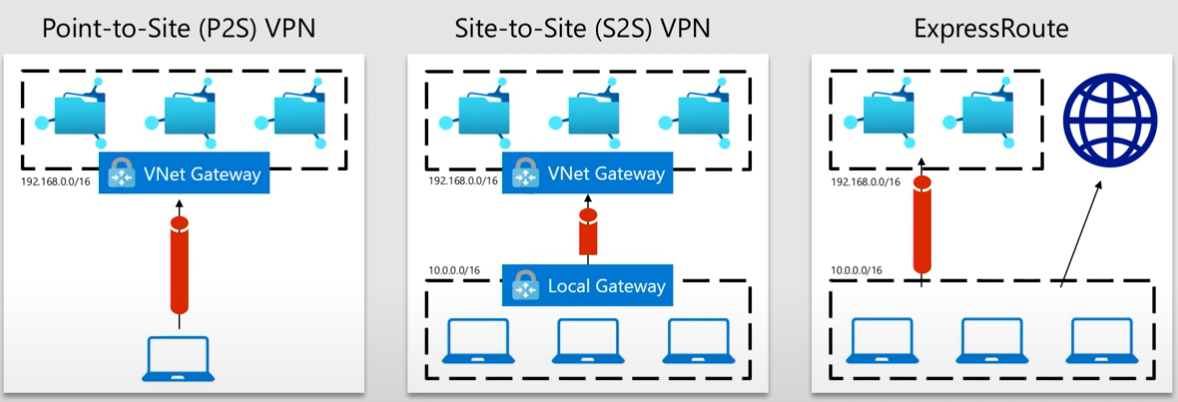 Point-to-Site (P2S) VPN
Site-to-Site (S2S) VPN
ExpressRoute
VNet Gateway
192.168.0.0/16
VNet Gateway
192.168.0.0/16
10.0.0.0/16
Local Gateway
192.168.0.0/16
10.0.0.0/16